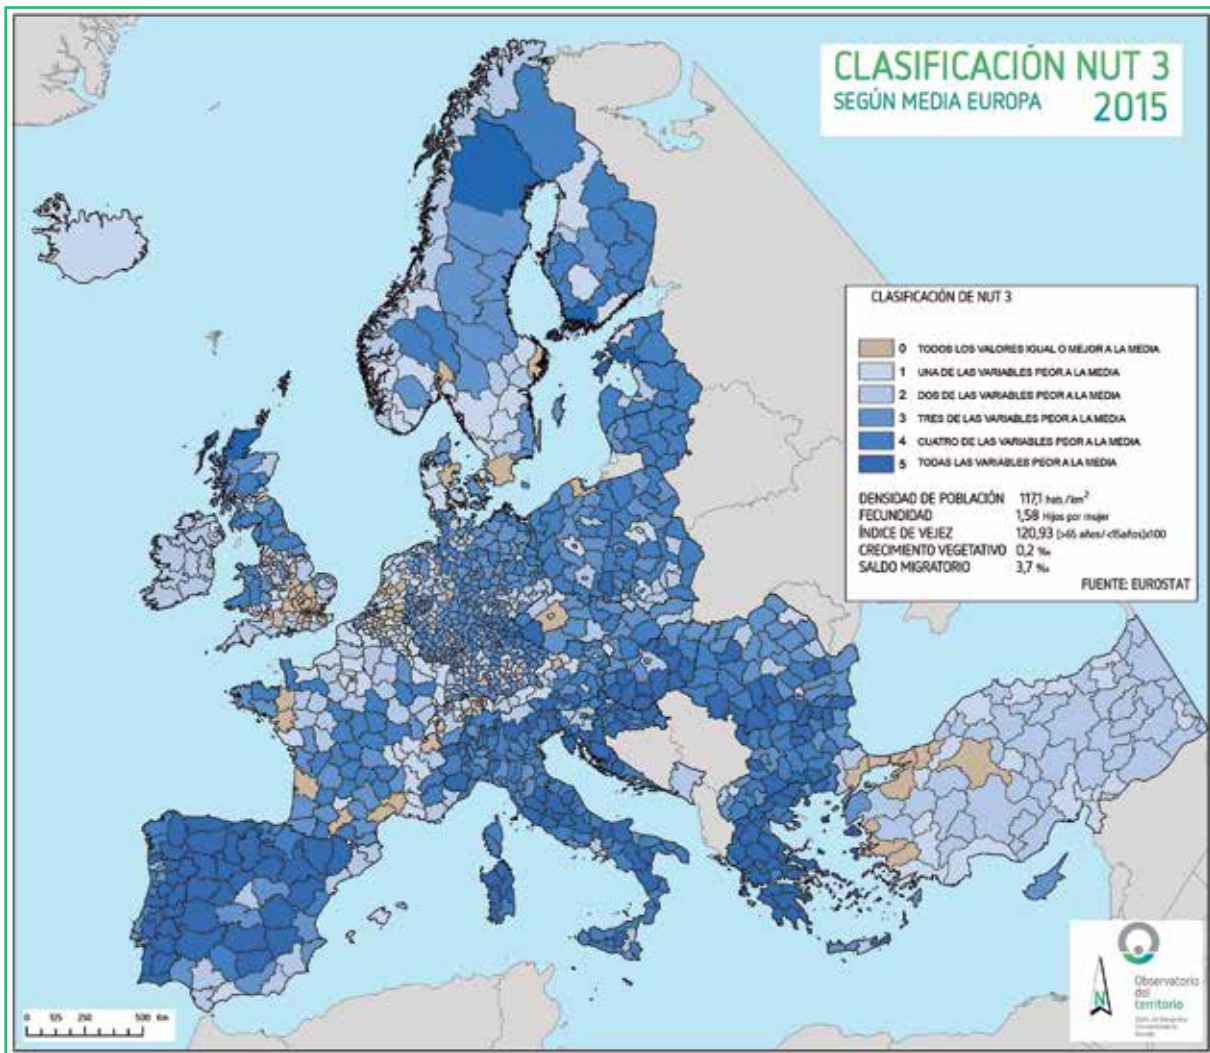 CLASIFICACIÓN NUT 3
SEGÚN MEDIA EUROPA 2015
CLASIFICACIÓN DE NUT 3
0 TODOS LOS VALORES IGUAL O MEJOR A LA MEDIA
1 UNA DE LAS VARIABLES PEOR A LA MEDIA
2 DOS DE LAS VARIABLES PEOR A LA MEDIA
3 TRES DE LAS VARIABLES PEOR A LA MEDIA
4 CUATRO DE LAS VARIABLES PEOR A LA MEDIA
5 TODAS LAS VARIABLES PEOR A LA MEDIA
DENSIDAD DE POBLACIÓN 117,1 hab./km²
FECUNDIDAD 1,58 Hijos por mujer
ÍNDICE DE VEJEZ 120,93 (>65 años/<15años)x100
CRECIMIENTO VEGETATIVO 0,2 ‰
SALDO MIGRATORIO 3,7 ‰
FUENTE: EUROSTAT
0 125 250 500 Km
N
Observatorio
del
territorio